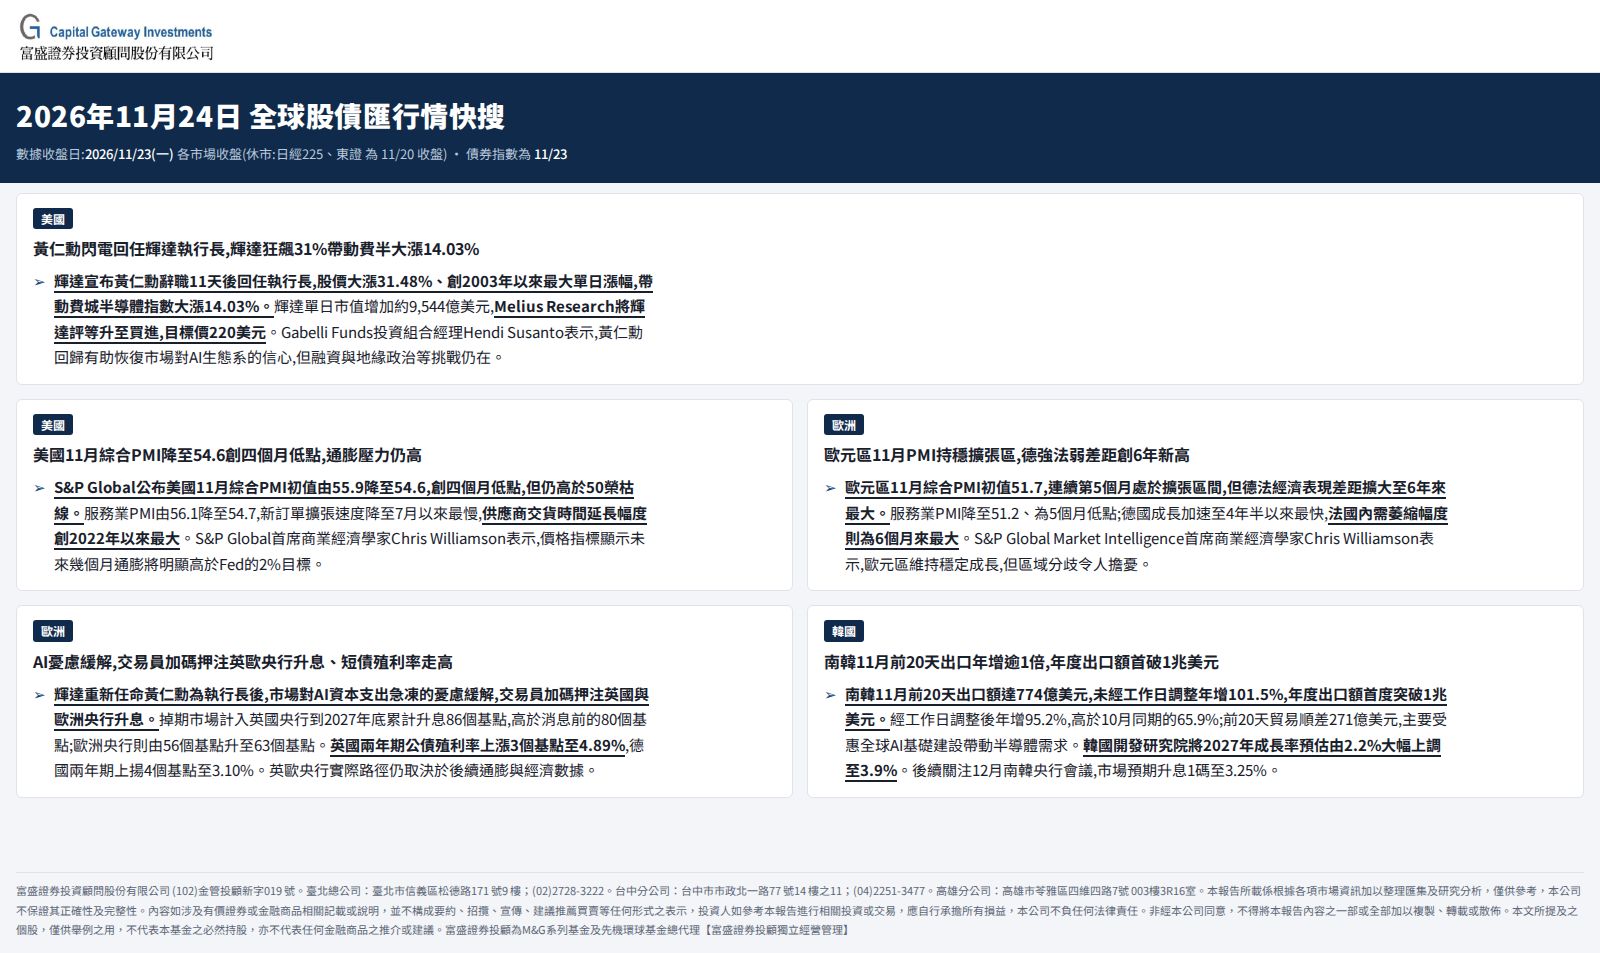 G Capital Gateway Investments
富盛證券投資顧問股份有限公司
2026年11月24日 全球股債匯行情快搜
數據收盤日:2026/11/23(一) 各市場收盤(休市:日經225、東證 為 11/20 收盤) ・ 債券指數為 11/23
美國
黃仁勳閃電回任輝達執行長,輝達狂飆31%帶動費半大漲14.03%
➢ 輝達宣布黃仁勳辭職11天後回任執行長,股價大漲31.48%、創2003年以來最大單日漲幅,帶
動費城半導體指數大漲14.03%。輝達單日市值增加約9,544億美元,Melius Research將輝
達評等升至買進,目標價220美元。Gabelli Funds投資組合經理Hendi Susanto表示,黃仁勳
回歸有助恢復市場對AI生態系的信心,但融資與地緣政治等挑戰仍在。
美國
美國11月綜合PMI降至54.6創四個月低點,通膨壓力仍高
➢ S&P Global公布美國11月綜合PMI初值由55.9降至54.6,創四個月低點,但仍高於50榮枯
線。服務業PMI由56.1降至54.7,新訂單擴張速度降至7月以來最慢,供應商交貨時間延長幅度
創2022年以來最大。S&P Global首席商業經濟學家Chris Williamson表示,價格指標顯示未
來幾個月通膨將明顯高於Fed的2%目標。
歐洲
歐元區11月PMI持穩擴張區,德強法弱差距創6年新高
➢ 歐元區11月綜合PMI初值51.7,連續第5個月處於擴張區間,但德法經濟表現差距擴大至6年來
最大。服務業PMI降至51.2、為5個月低點;德國成長加速至4年半以來最快,法國內需萎縮幅度
則為6個月來最大。S&P Global Market Intelligence首席商業經濟學家Chris Williamson表
示,歐元區維持穩定成長,但區域分歧令人擔憂。
歐洲
AI憂慮緩解,交易員加碼押注英歐央行升息、短債殖利率走高
➢ 輝達重新任命黃仁勳為執行長後,市場對AI資本支出急凍的憂慮緩解,交易員加碼押注英國與
歐洲央行升息。掉期市場計入英國央行到2027年底累計升息86個基點,高於消息前的80個基
點;歐洲央行則由56個基點升至63個基點。英國兩年期公債殖利率上漲3個基點至4.89%,德
國兩年期上揚4個基點至3.10%。英歐央行實際路徑仍取決於後續通膨與經濟數據。
韓國
南韓11月前20天出口年增逾1倍,年度出口額首破1兆美元
➢ 南韓11月前20天出口額達774億美元,未經工作日調整年增101.5%,年度出口額首度突破1兆
美元。經工作日調整後年增95.2%,高於10月同期的65.9%;前20天貿易順差271億美元,主要受
惠全球AI基礎建設帶動半導體需求。韓國開發研究院將2027年成長率預估由2.2%大幅上調
至3.9%。後續關注12月南韓央行會議,市場預期升息1碼至3.25%。
富盛證券投資顧問股份有限公司 (102)金管投顧新字019 號。臺北總公司：臺北市信義區松德路171 號9 樓；(02)2728-3222。台中分公司：台中市市政北一路77 號14 樓之11；(04)2251-3477。高雄分公司：高雄市苓雅區四維四路7號 003樓3R16室。本報告所載係根據各項市場資訊加以整理匯集及研究分析，僅供參考，本公司
不保證其正確性及完整性。內容如涉及有價證券或金融商品相關記載或說明，並不構成要約、招攬、宣傳、建議推薦買賣等任何形式之表示，投資人如參考本報告進行相關投資或交易，應自行承擔所有損益，本公司不負任何法律責任。非經本公司同意，不得將本報告內容之一部或全部加以複製、轉載或散佈。本文所提及之
個股，僅供舉例之用，不代表本基金之必然持股，亦不代表任何金融商品之推介或建議。富盛證券投顧為M&G系列基金及先機環球基金總代理【富盛證券投顧獨立經營管理】